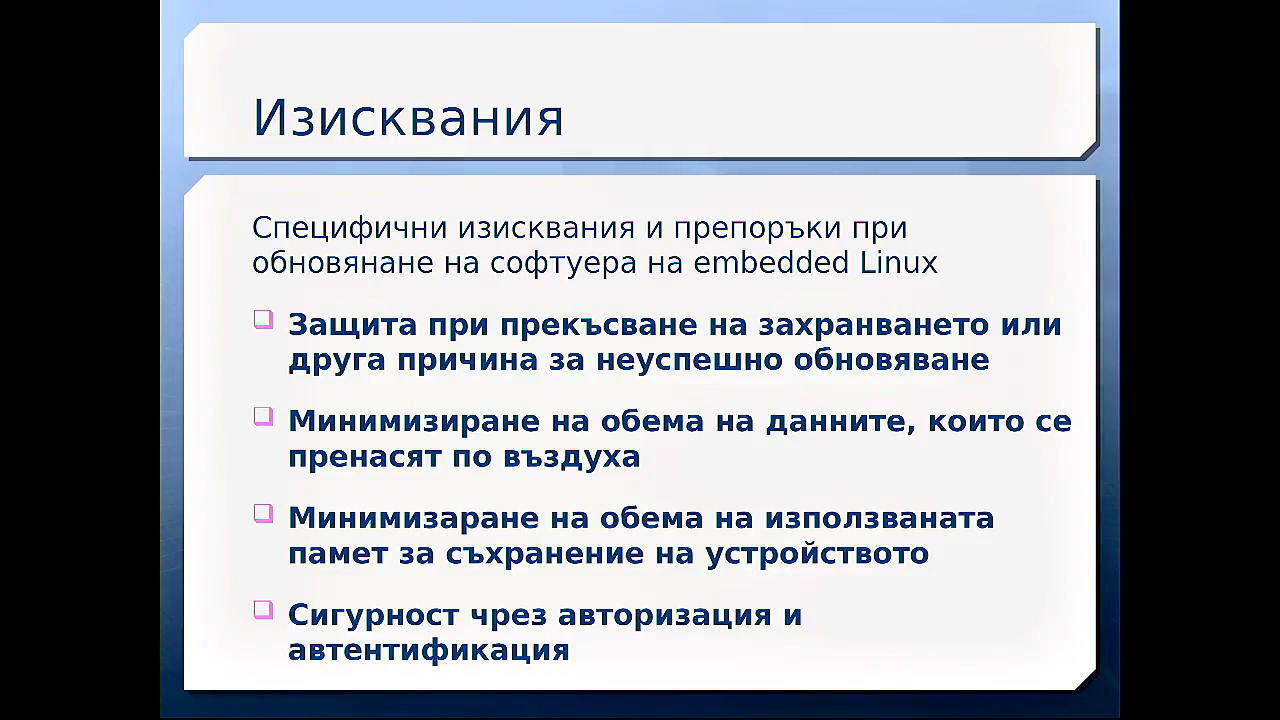 Изисквания
Специфични изисквания и препоръки при
обновянане на софтуера на embedded Linux
Защита при прекъсване на захранването или
друга причина за неуспешно обновяване
Минимизиране на обема на данните, които се
пренасят по въздуха
Минимизаране на обема на използваната
памет за съхранение на устройството
Сигурност чрез авторизация и
автентификация